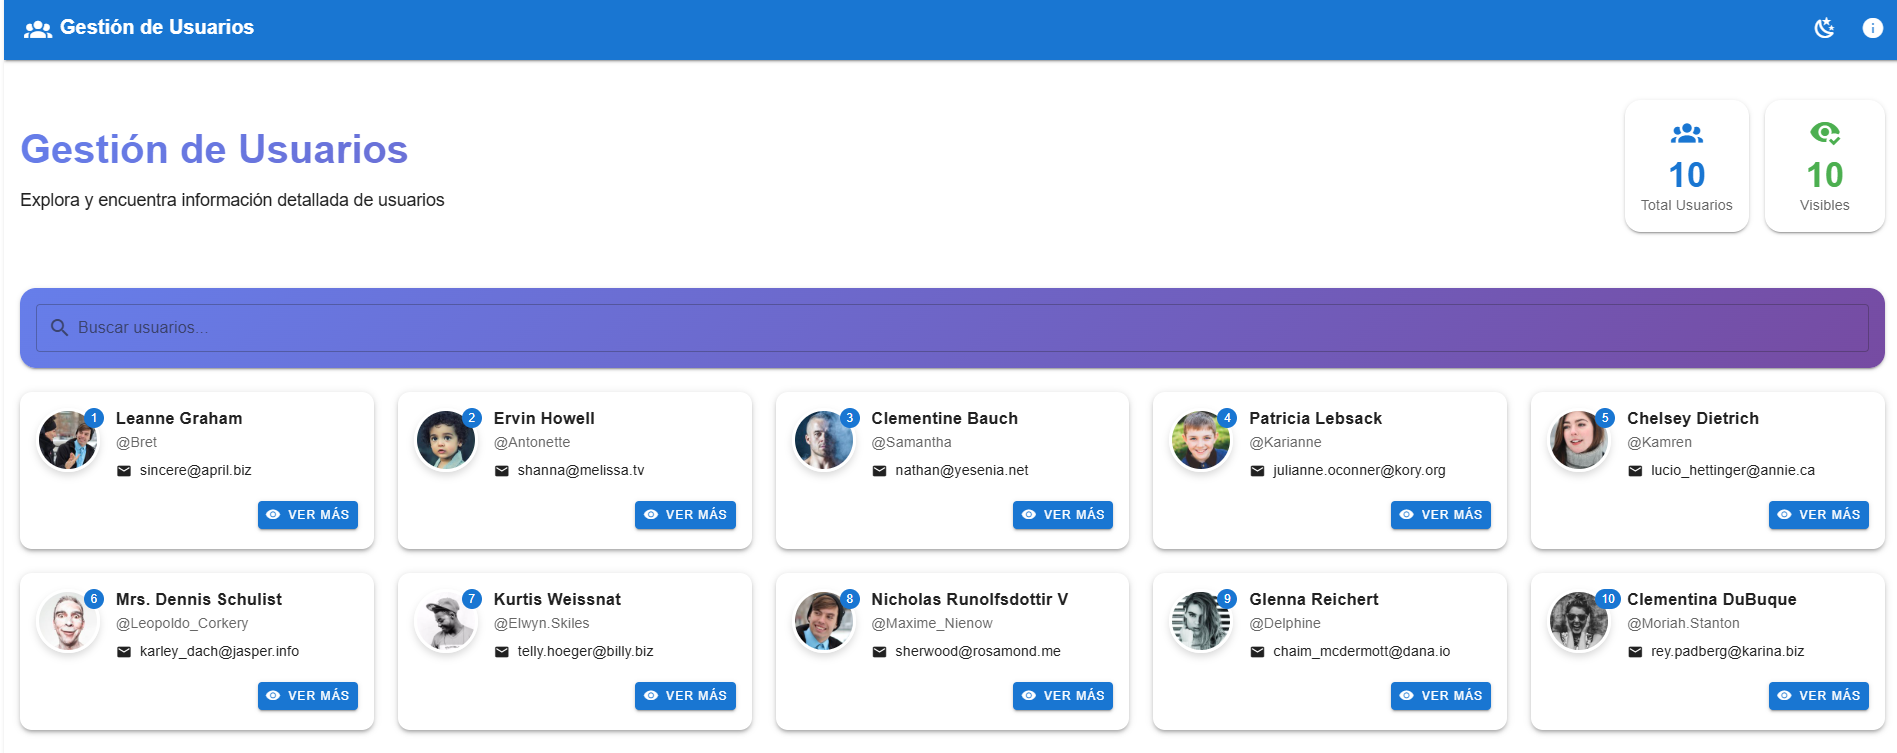 Gestión de Usuarios
Gestión de Usuarios
Explora y encuentra información detallada de usuarios
10
Total Usuarios
10
Visibles
Buscar usuarios...
1
Leanne Graham
@Bret
sincere@april.biz
VER MÁS
2
Ervin Howell
@Antonette
shanna@melissa.tv
VER MÁS
3
Clementine Bauch
@Samantha
nathan@yesenia.net
VER MÁS
4
Patricia Lebsack
@Karianne
julianne.oconner@kory.org
VER MÁS
5
Chelsey Dietrich
@Kamren
lucio_hettinger@annie.ca
VER MÁS
6
Mrs. Dennis Schulist
@Leopoldo_Corkery
karley_dach@jasper.info
VER MÁS
7
Kurtis Weissnat
@Elwyn.Skiles
telly.hoeger@billy.biz
VER MÁS
8
Nicholas Runolfsdottir V
@Maxime_Nienow
sherwood@rosamond.me
VER MÁS
9
Glenna Reichert
@Delphine
chaim_mcdermott@dana.io
VER MÁS
10
Clementina DuBuque
@Moriah.Stanton
rey.padberg@karina.biz
VER MÁS